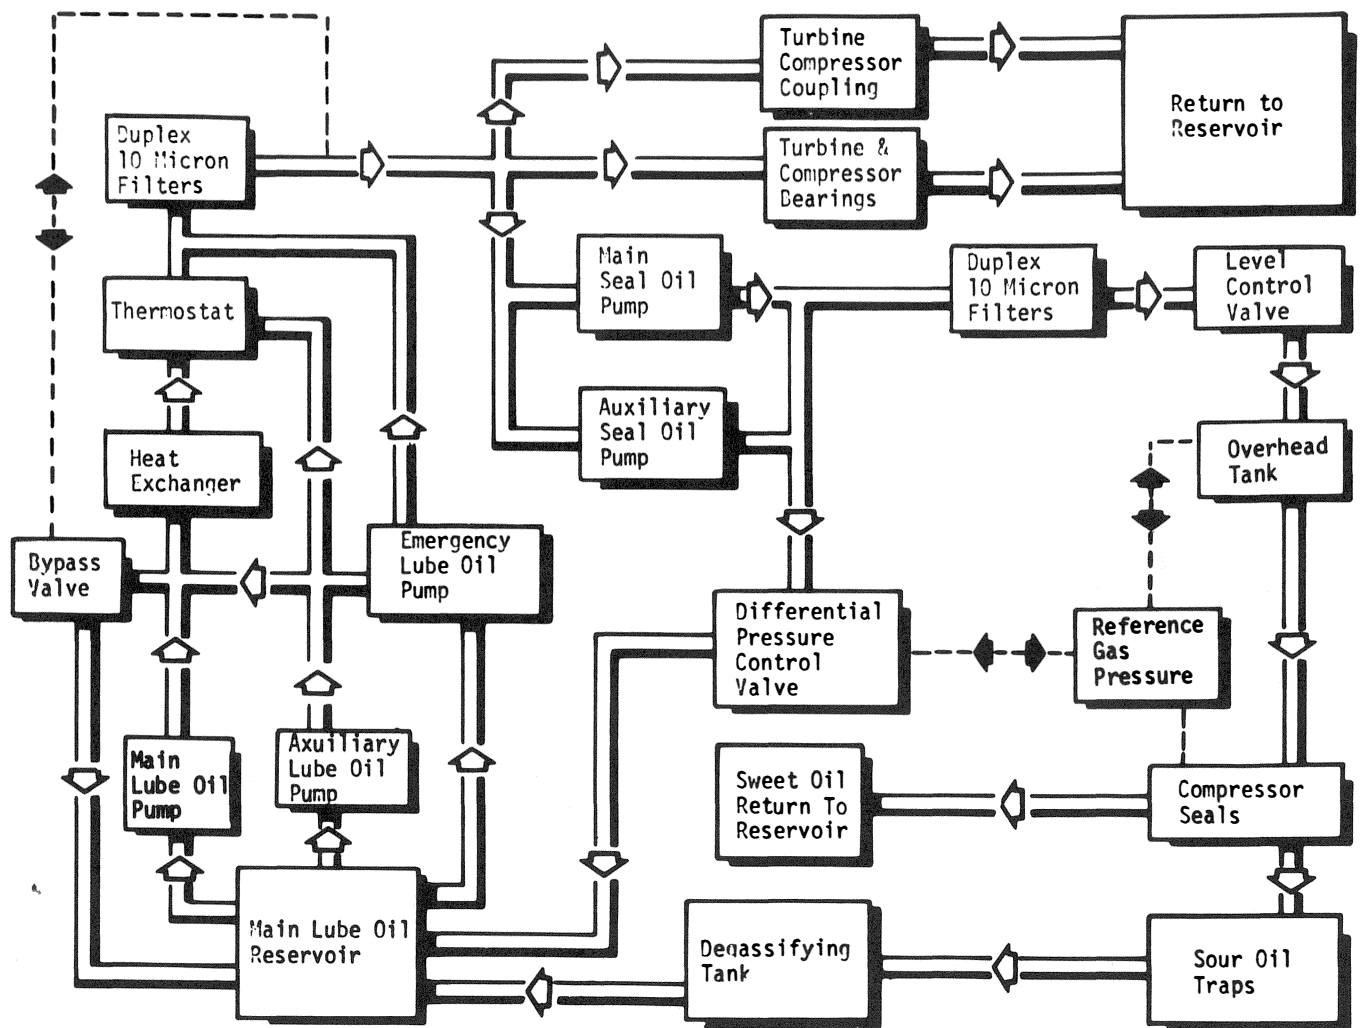 Turbine
Compressor
Coupling
Return to
Reservoir
Duplex
10 Micron
Filters
Turbine &
Compressor
Bearings
Main
Seal Oil
Pump
Duplex
10 Micron
Filters
Level
Control
Valve
Thermostat
Auxiliary
Seal Oil
Pump
Overhead
Tank
Heat
Exchanger
Bypass
Valve
Emergency
Lube Oil
Pump
Differential
Pressure
Control
Valve
Reference
Gas
Pressure
Main
Lube Oil
Pump
Axuiliary
Lube Oil
Pump
Sweet Oil
Return To
Reservoir
Compressor
Seals
Main Lube Oil
Reservoir
Degassifying
Tank
Sour Oil
Traps